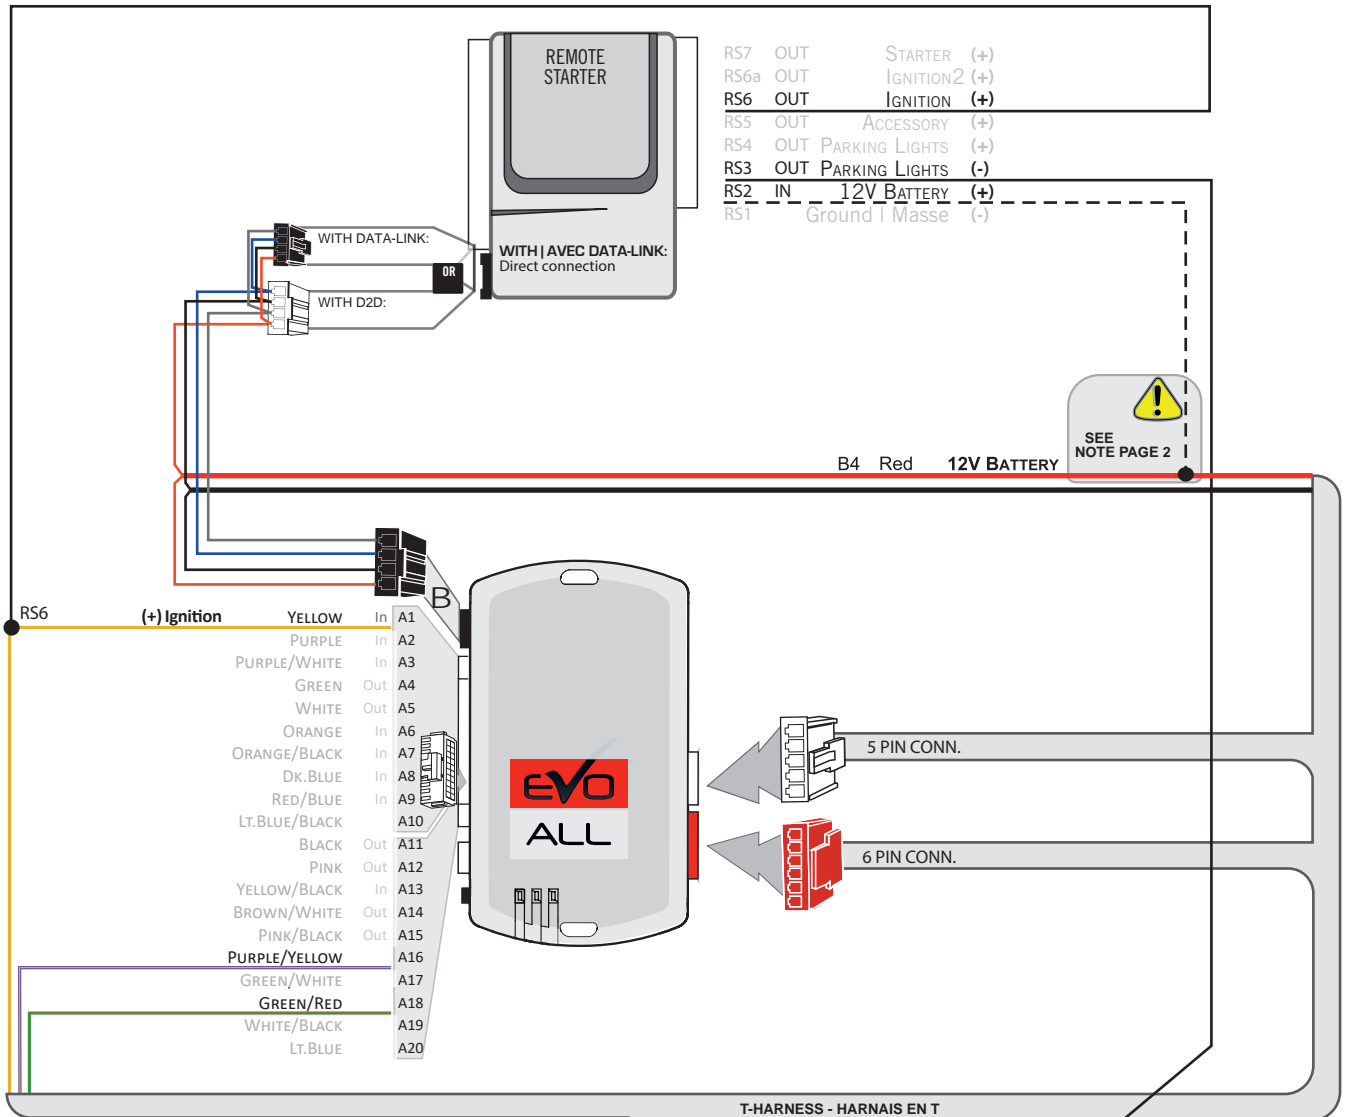 REMOTE
STARTER
RS7 OUT STARTER (+)
RS6a OUT IGNITION2 (+)
RS6 OUT IGNITION (+)
RS5 OUT ACCESSORY (+)
RS4 OUT PARKING LIGHTS (+)
RS3 OUT PARKING LIGHTS (-)
RS2 IN 12V BATTERY (+)
RS1 Ground | Masse (-)
WITH DATA-LINK:
OR
WITH D2D:
WITH | AVEC DATA-LINK:
Direct connection
SEE
NOTE PAGE 2
B4 Red 12V BATTERY
B
RS6 (+) Ignition YELLOW In A1
PURPLE In A2
PURPLE/WHITE In A3
GREEN Out A4
WHITE Out A5
ORANGE In A6
ORANGE/BLACK In A7
DK.BLUE In A8
RED/BLUE In A9
LT.BLUE/BLACK A10
BLACK Out A11
PINK Out A12
YELLOW/BLACK In A13
BROWN/WHITE Out A14
PINK/BLACK Out A15
PURPLE/YELLOW A16
GREEN/WHITE A17
GREEN/RED A18
WHITE/BLACK A19
LT.BLUE A20
EVO
ALL
5 PIN CONN.
6 PIN CONN.
T-HARNESS - HARNAIS EN T